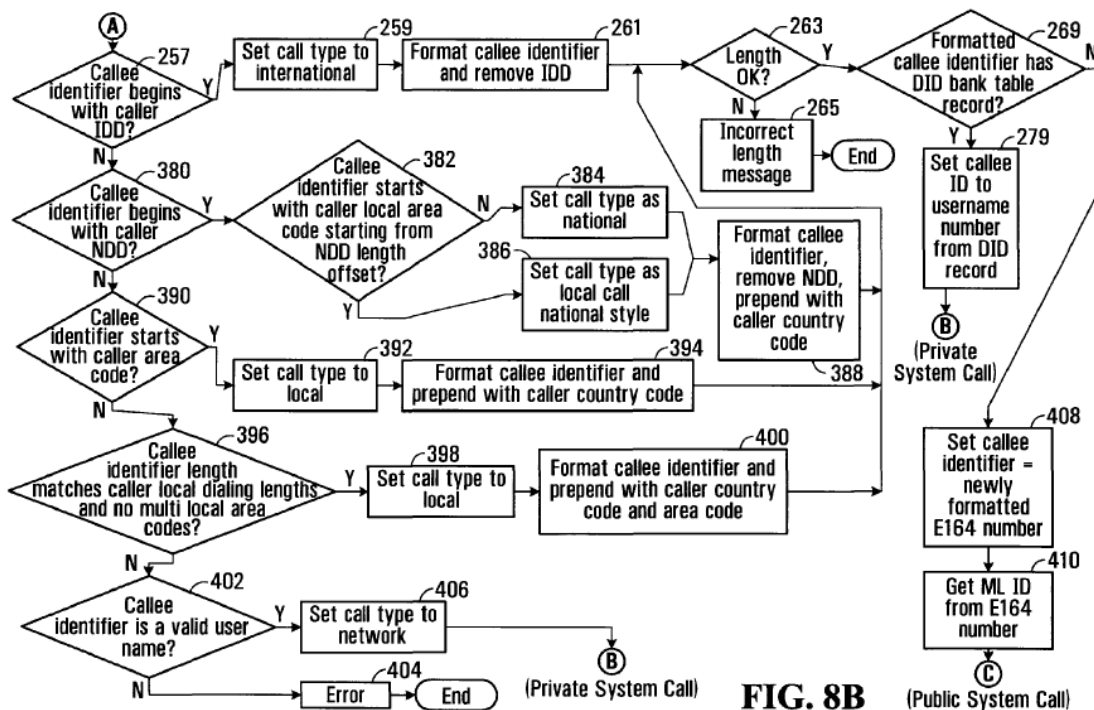 A
257
Callee
identifier begins
with caller
IDD?
Y
N
259
Set call type to
international
261
Format callee identifier
and remove IDD
263
Length
OK?
Y
N
265
Incorrect
length
message
End
269
Formatted
callee identifier has
DID bank table
record?
N
Y
279
Set callee
ID to
username
number
from DID
record
B
(Private
System Call)
380
Callee
identifier begins
with caller
NDD?
Y
N
382
Callee
identifier starts
with caller local area
code starting from
NDD length
offset?
N
Y
384
Set call type as
national
386
Set call type as
local call
national style
Format callee
identifier,
remove NDD,
prepend with
caller country
code
388
390
Callee
identifier starts
with caller area
code?
Y
N
392
Set call type to
local
394
Format callee identifier and
prepend with caller country code
396
Callee
identifier length
matches caller local dialing lengths
and no multi local area
codes?
Y
N
398
Set call type to
local
400
Format callee identifier and
prepend with caller country
code and area code
408
Set callee
identifier =
newly
formatted
E164 number
410
Get ML ID
from E164
number
C
(Public System Call)
402
Callee
identifier is a valid user
name?
Y
N
406
Set call type to
network
B
(Private System Call)
404
Error
End
FIG. 8B